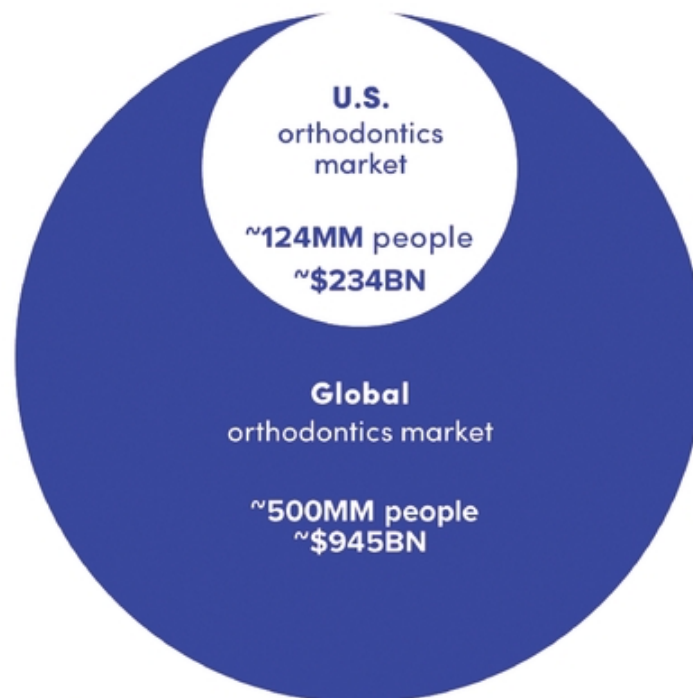 U.S.
orthodontics
market
~124MM people
~$234BN
Global
orthodontics market
~500MM people
~$945BN